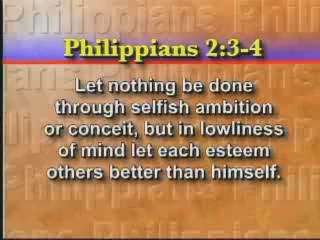 Philippians 2:3-4
Let nothing be done
through selfish ambition
or conceit, but in lowliness
of mind let each esteem
others better than himself.